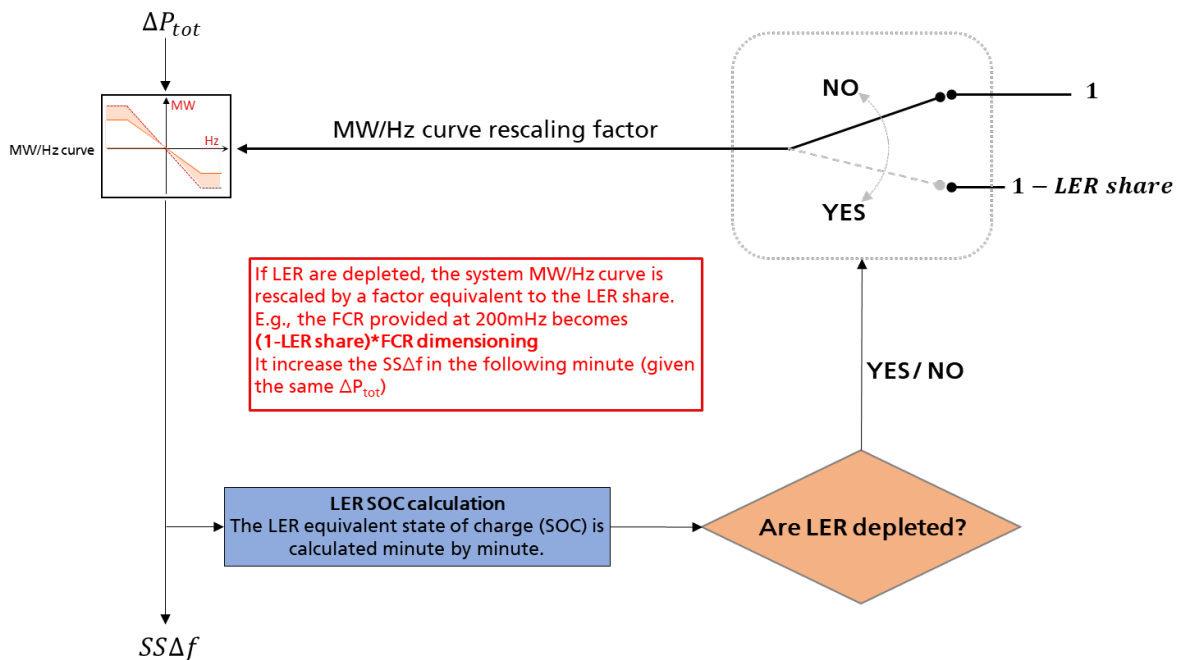 ΔP_tot
MW
Hz
MW/Hz curve
MW/Hz curve rescaling factor
NO
1
YES
1 − LER share
If LER are depleted, the system MW/Hz curve is
rescaled by a factor equivalent to the LER share.
E.g., the FCR provided at 200mHz becomes
(1-LER share)*FCR dimensioning
It increase the SSΔf in the following minute (given
the same ΔP_tot)
YES/ NO
LER SOC calculation
The LER equivalent state of charge (SOC) is
calculated minute by minute.
Are LER depleted?
SSΔf